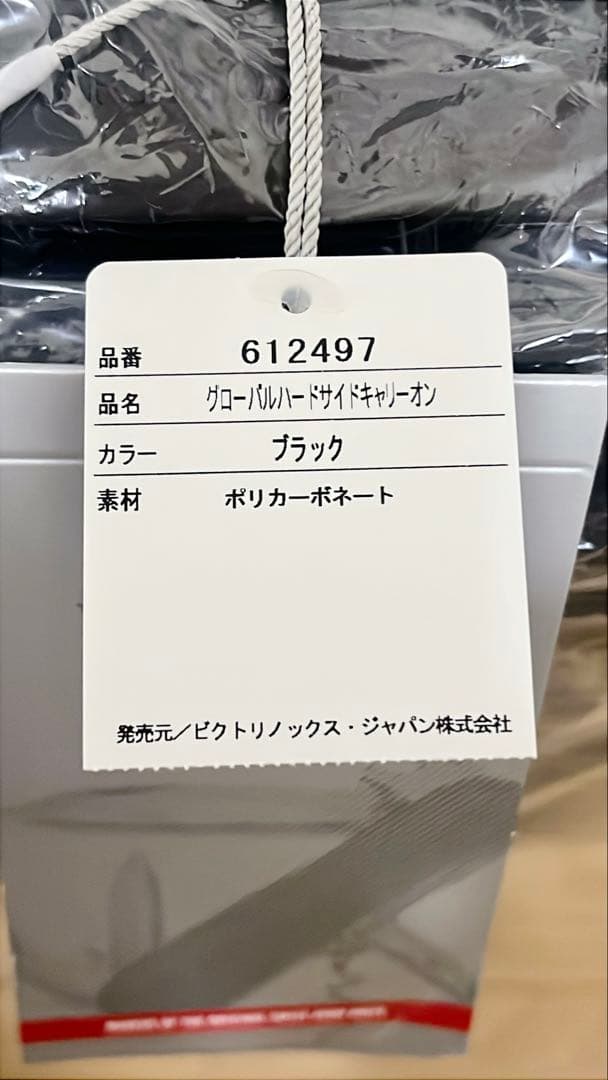 品番 612497
品名 グローバルハードサイドキャリーオン
カラー ブラック
素材 ポリカーボネート
発売元／ビクトリノックス・ジャパン株式会社